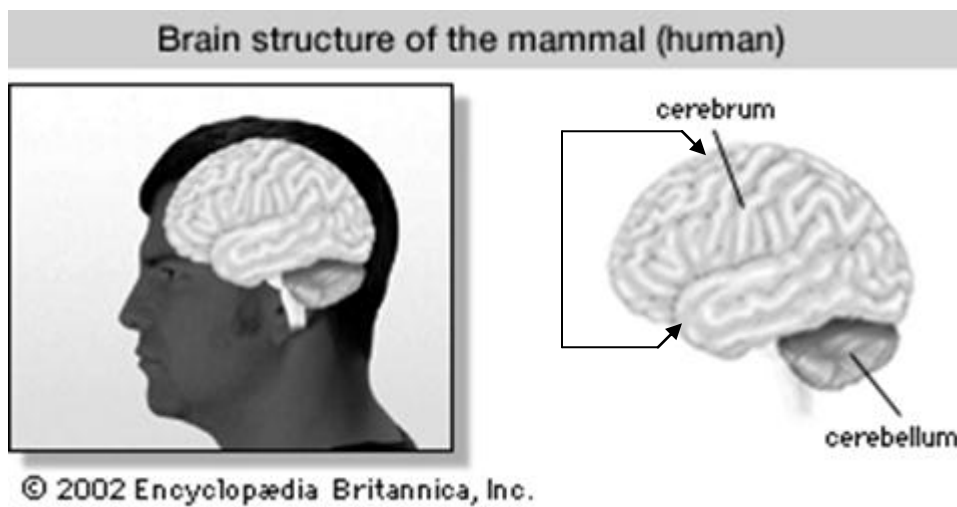 Brain structure of the mammal (human)
cerebrum
cerebellum
© 2002 Encyclopædia Britannica, Inc.